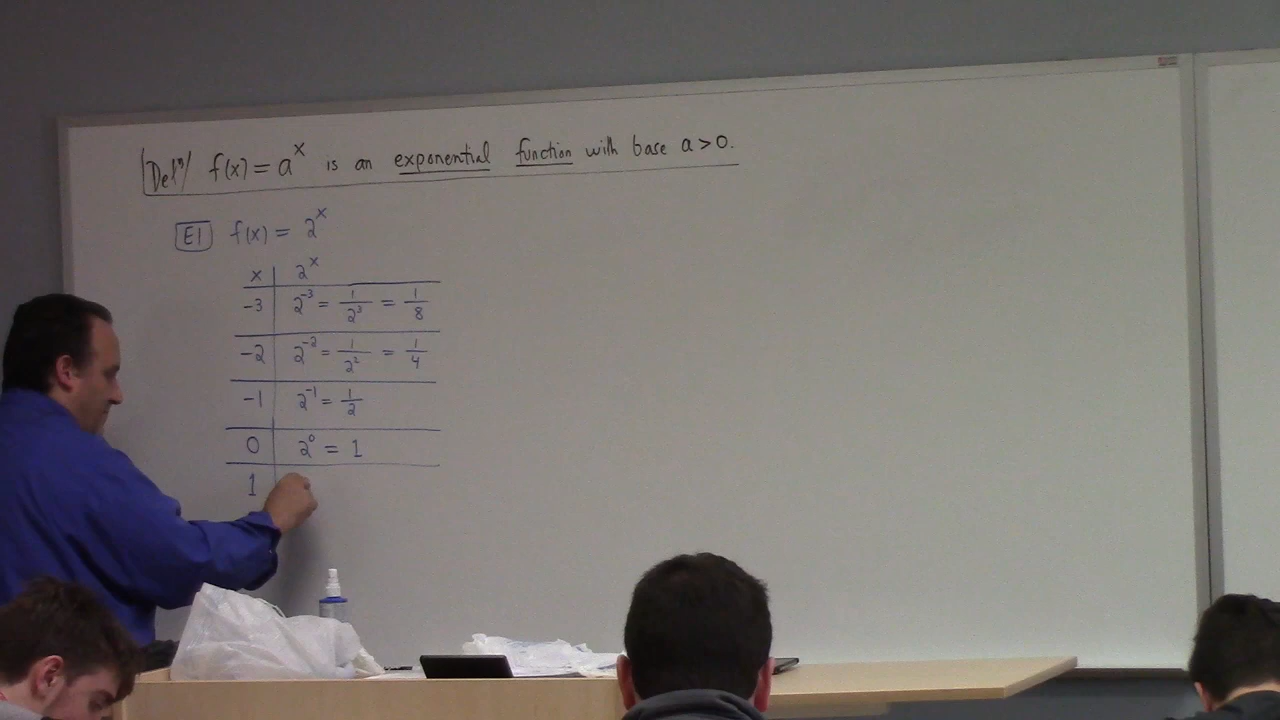 Defⁿ/ f(x) = a^x is an exponential function with base a > 0.
E1 f(x) = 2^x
x 2^x
-3 2^-3 = 1/2^3 = 1/8
-2 2^-2 = 1/2^2 = 1/4
-1 2^-1 = 1/2
0 2^0 = 1
1